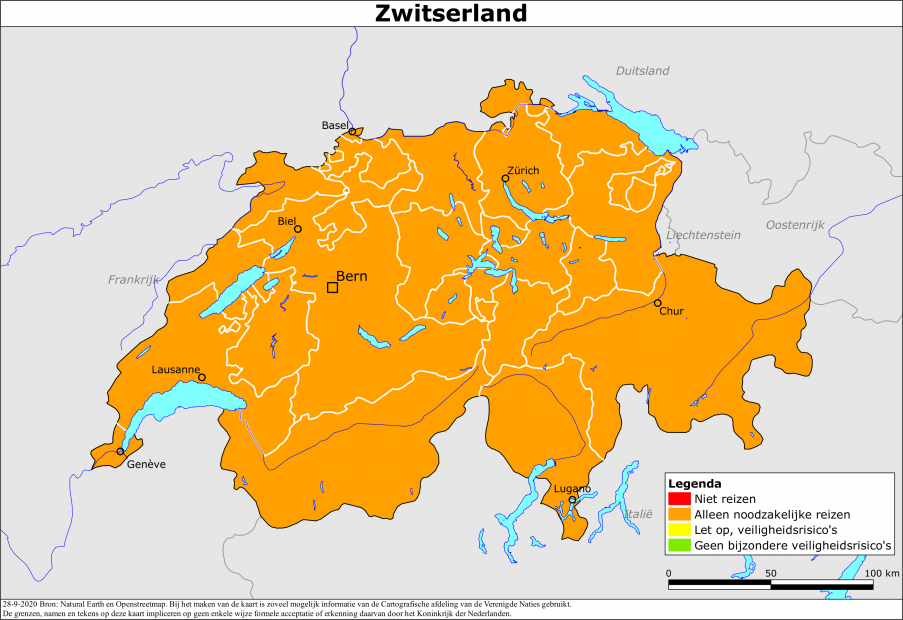 Zwitserland
Duitsland
Basel
Zürich
Biel
Oostenrijk
Liechtenstein
Frankrijk
Bern
Chur
Lausanne
Genève
Lugano
Italië
Legenda
Niet reizen
Alleen noodzakelijke reizen
Let op, veiligheidsrisico's
Geen bijzondere veiligheidsrisico's
0 50 100 km
28-9-2020 Bron: Natural Earth en Openstreetmap. Bij het maken van de kaart is zoveel mogelijk informatie van de Cartografische afdeling van de Verenigde Naties gebruikt.
De grenzen, namen en tekens op deze kaart impliceren op geen enkele wijze formele acceptatie of erkenning daarvan door het Koninkrijk der Nederlanden.